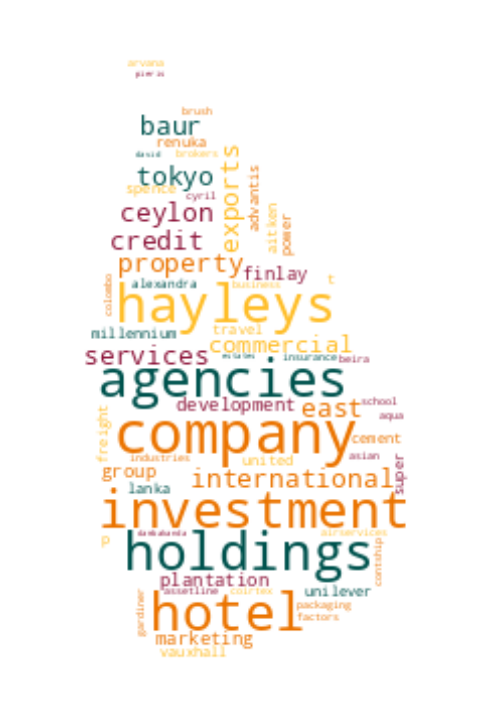 arvana
pieris
brush
baur
renuka
david brokers
tokyo
spence
cyril
exports
advantis
ceylon
aitken
power
credit
property
finlay
t
alexandra
business
colombo
hayleys
millennium
travel
commercial
services
estates
insurance
beira
agencies
development
east
school
aqua
freight
company
cement
industries
united
asian
group
international
super
lanka
investment
p
airservices
holdings
contship
plantation
assetline
coirtex
unilever
gardiner
hotel
packaging
factors
marketing
vauxhall